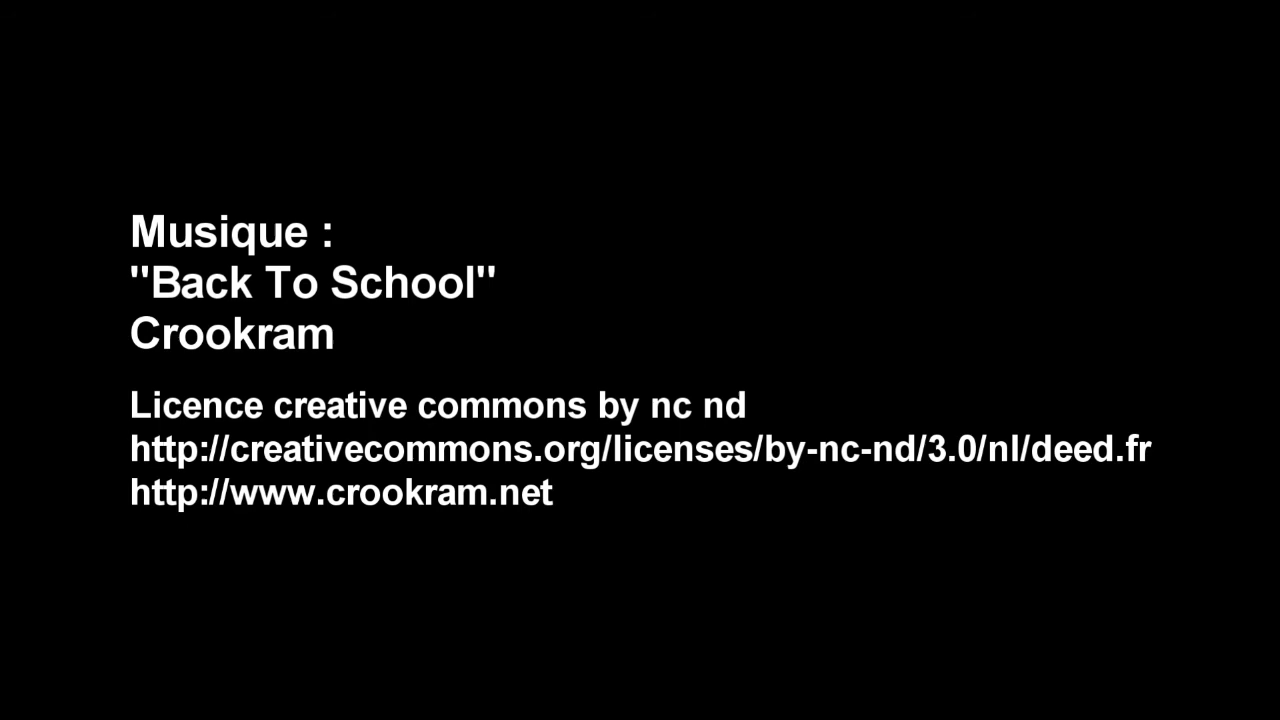 Musique :
"Back To School"
Crookram
Licence creative commons by nc nd
http://creativecommons.org/licenses/by-nc-nd/3.0/nl/deed.fr
http://www.crookram.net